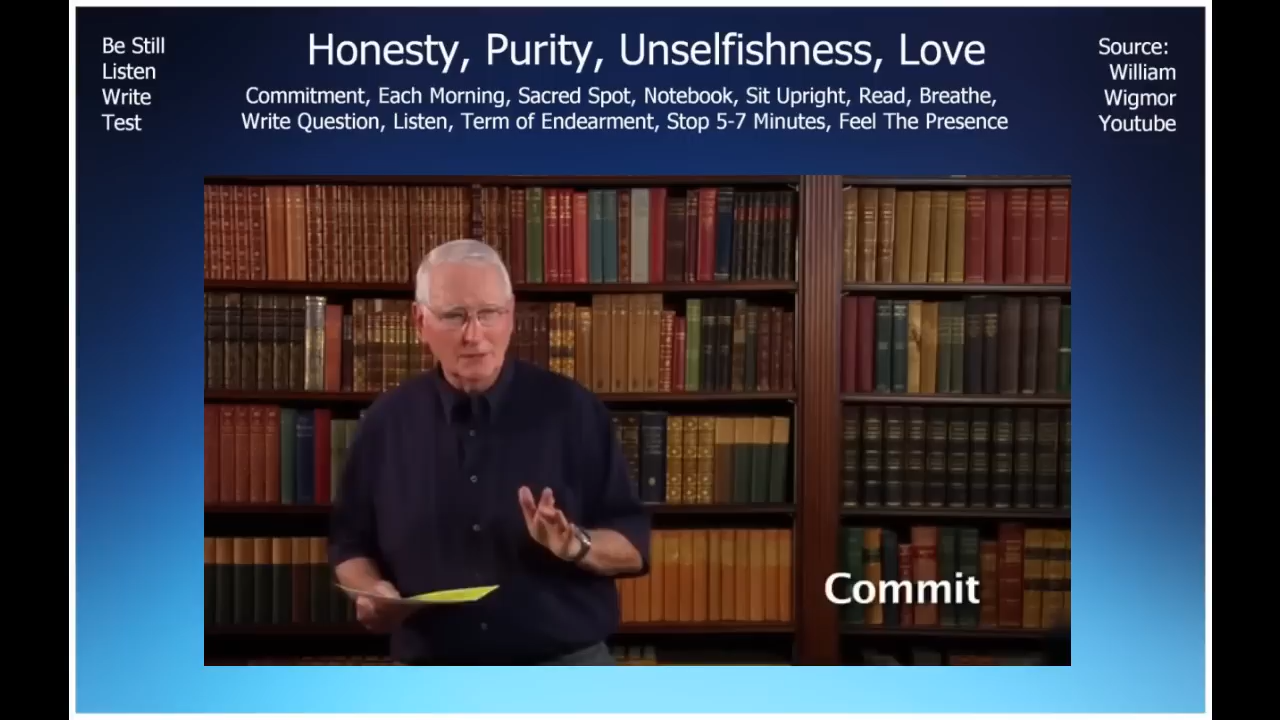 Be Still
Listen
Write
Test
Honesty, Purity, Unselfishness, Love
Commitment, Each Morning, Sacred Spot, Notebook, Sit Upright, Read, Breathe,
Write Question, Listen, Term of Endearment, Stop 5-7 Minutes, Feel The Presence
Source:
William
Wigmor
Youtube
Commit